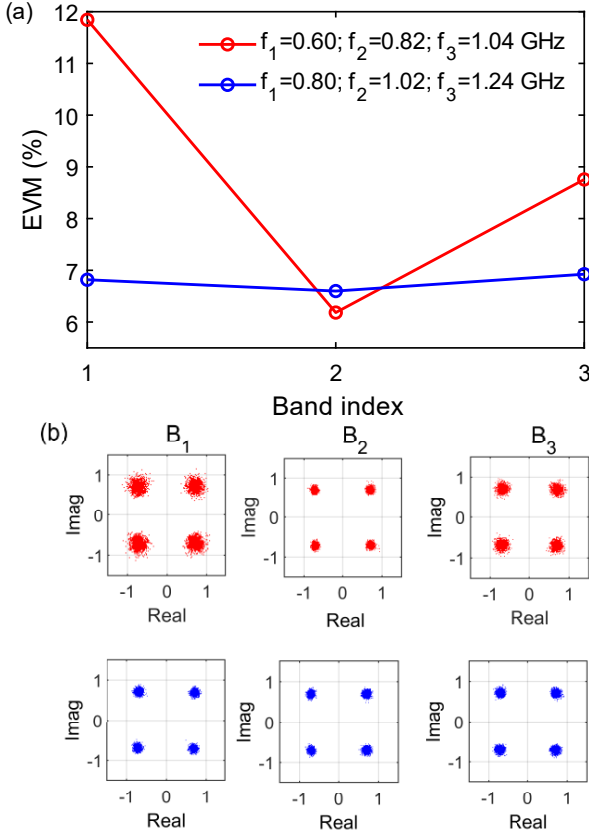 (a)
12
11
10
9
8
7
6
EVM (%)
f1=0.60; f2=0.82; f3=1.04 GHz
f1=0.80; f2=1.02; f3=1.24 GHz
1 2 3
Band index
(b)
B1 B2 B3
Imag 1 0 -1
-1 0 1
Real
Imag 1 0 -1
-1 0 1
Real
Imag 1 0 -1
-1 0 1
Real
Imag 1 0 -1
-1 0 1
Real
Imag 1 0 -1
-1 0 1
Real
Imag 1 0 -1
-1 0 1
Real